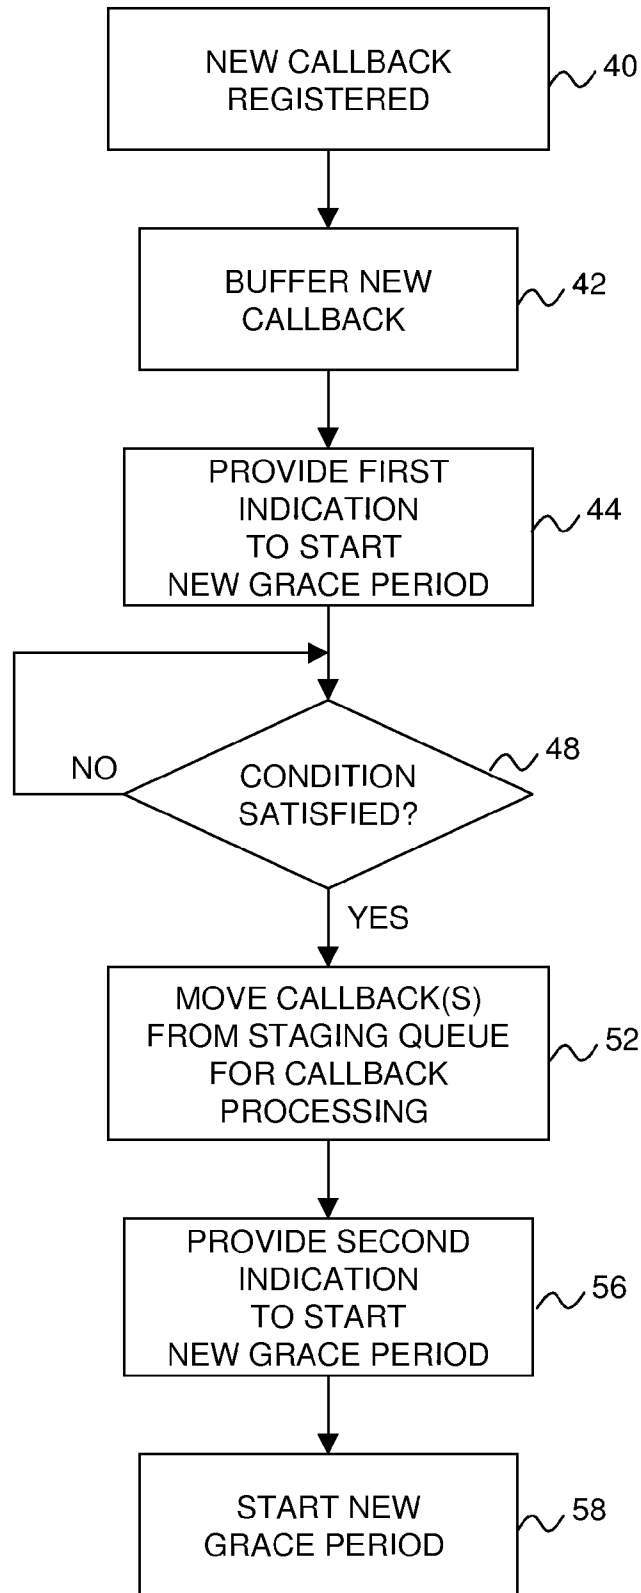 NEW CALLBACK
REGISTERED
40
BUFFER NEW
CALLBACK
42
PROVIDE FIRST
INDICATION
TO START
NEW GRACE PERIOD
44
NO
CONDITION
SATISFIED?
48
YES
MOVE CALLBACK(S)
FROM STAGING QUEUE
FOR CALLBACK
PROCESSING
52
PROVIDE SECOND
INDICATION
TO START
NEW GRACE PERIOD
56
START NEW
GRACE PERIOD
58